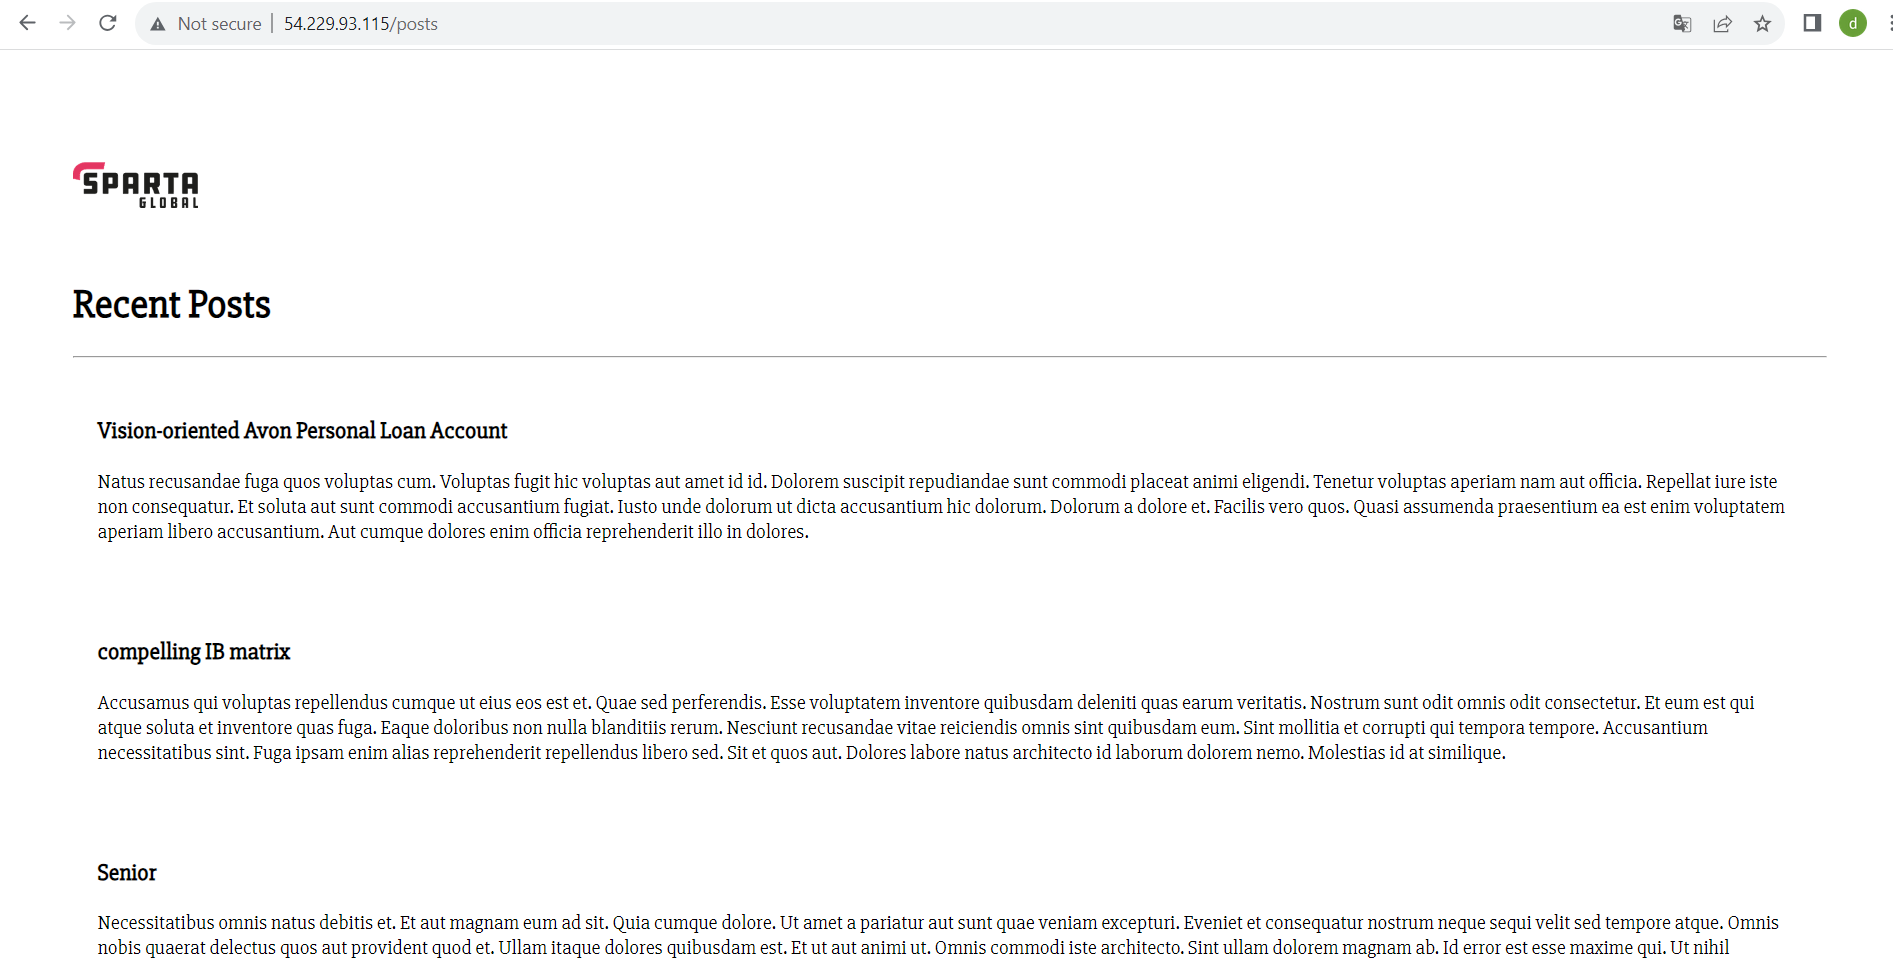 Not secure
54.229.93.115/posts
d
SPARTA
GLOBAL
Recent Posts
Vision-oriented Avon Personal Loan Account
Natus recusandae fuga quos voluptas cum. Voluptas fugit hic voluptas aut amet id id. Dolorem suscipit repudiandae sunt commodi placeat animi eligendi. Tenetur voluptas aperiam nam aut officia. Repellat iure iste
non consequatur. Et soluta aut sunt commodi accusantium fugiat. Iusto unde dolorum ut dicta accusantium hic dolorum. Dolorum a dolore et. Facilis vero quos. Quasi assumenda praesentium ea est enim voluptatem
aperiam libero accusantium. Aut cumque dolores enim officia reprehenderit illo in dolores.
compelling IB matrix
Accusamus qui voluptas repellendus cumque ut eius eos est et. Quae sed perferendis. Esse voluptatem inventore quibusdam deleniti quas earum veritatis. Nostrum sunt odit omnis odit consectetur. Et eum est qui
atque soluta et inventore quas fuga. Eaque doloribus non nulla blanditiis rerum. Nesciunt recusandae vitae reiciendis omnis sint quibusdam eum. Sint mollitia et corrupti qui tempora tempore. Accusantium
necessitatibus sint. Fuga ipsam enim alias reprehenderit repellendus libero sed. Sit et quos aut. Dolores labore natus architecto id laborum dolorem nemo. Molestias id at similique.
Senior
Necessitatibus omnis natus debitis et. Et aut magnam eum ad sit. Quia cumque dolore. Ut amet a pariatur aut sunt quae veniam excepturi. Eveniet et consequatur nostrum neque sequi velit sed tempore atque. Omnis
nobis quaerat delectus quos aut provident quod et. Ullam itaque dolores quibusdam est. Et ut aut animi ut. Omnis commodi iste architecto. Sint ullam dolorem magnam ab. Id error est esse maxime qui. Ut nihil